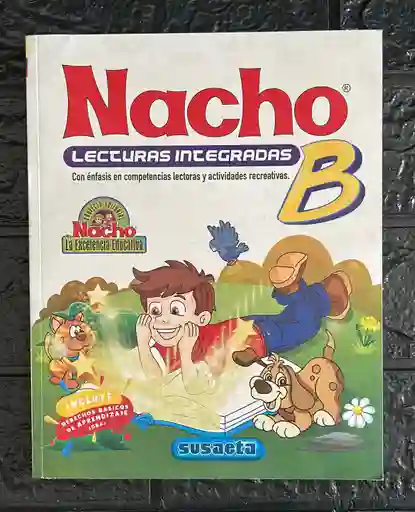 Nacho®
LECTURAS INTEGRADAS
B
Con énfasis en competencias lectoras y actividades recreativas.
Nacho
La Excelencia Educativa
INCLUYE
DERECHOS BÁSICOS
DE APRENDIZAJE
(DBA)
susaeta